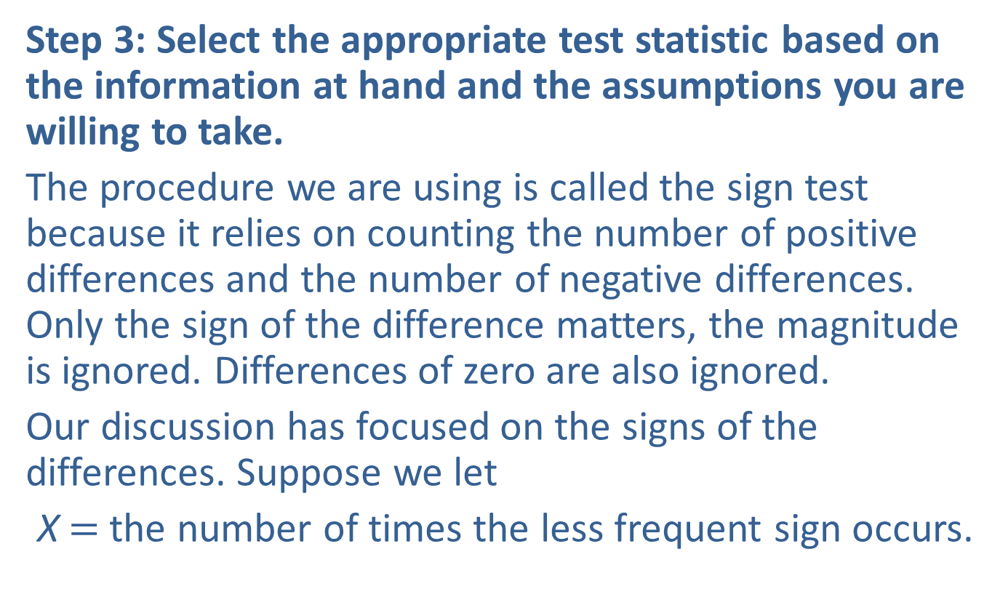 Step 3: Select the appropriate test statistic based on
the information at hand and the assumptions you are
willing to take.
The procedure we are using is called the sign test
because it relies on counting the number of positive
differences and the number of negative differences.
Only the sign of the difference matters, the magnitude
is ignored. Differences of zero are also ignored.
Our discussion has focused on the signs of the
differences. Suppose we let
X = the number of times the less frequent sign occurs.